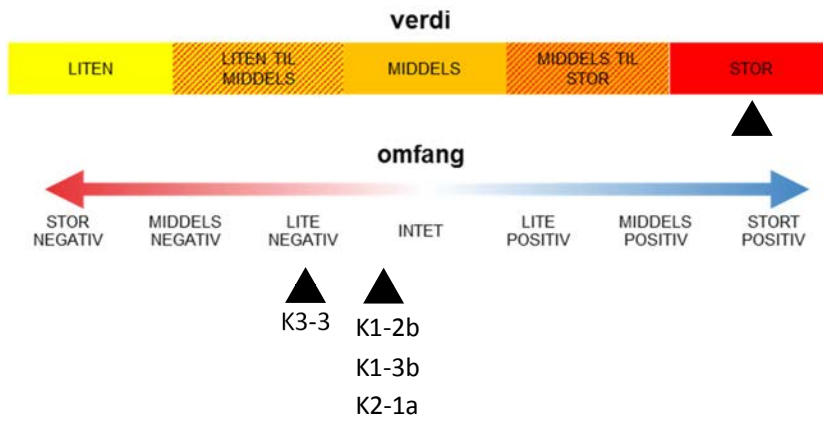 verdi
LITEN
LITEN TIL
MIDDELS
MIDDELS
MIDDELS TIL
STOR
STOR
omfang
STOR
NEGATIV
MIDDELS
NEGATIV
LITE
NEGATIV
INTET
LITE
POSITIV
MIDDELS
POSITIV
STORT
POSITIV
K3-3
K1-2b
K1-3b
K2-1a